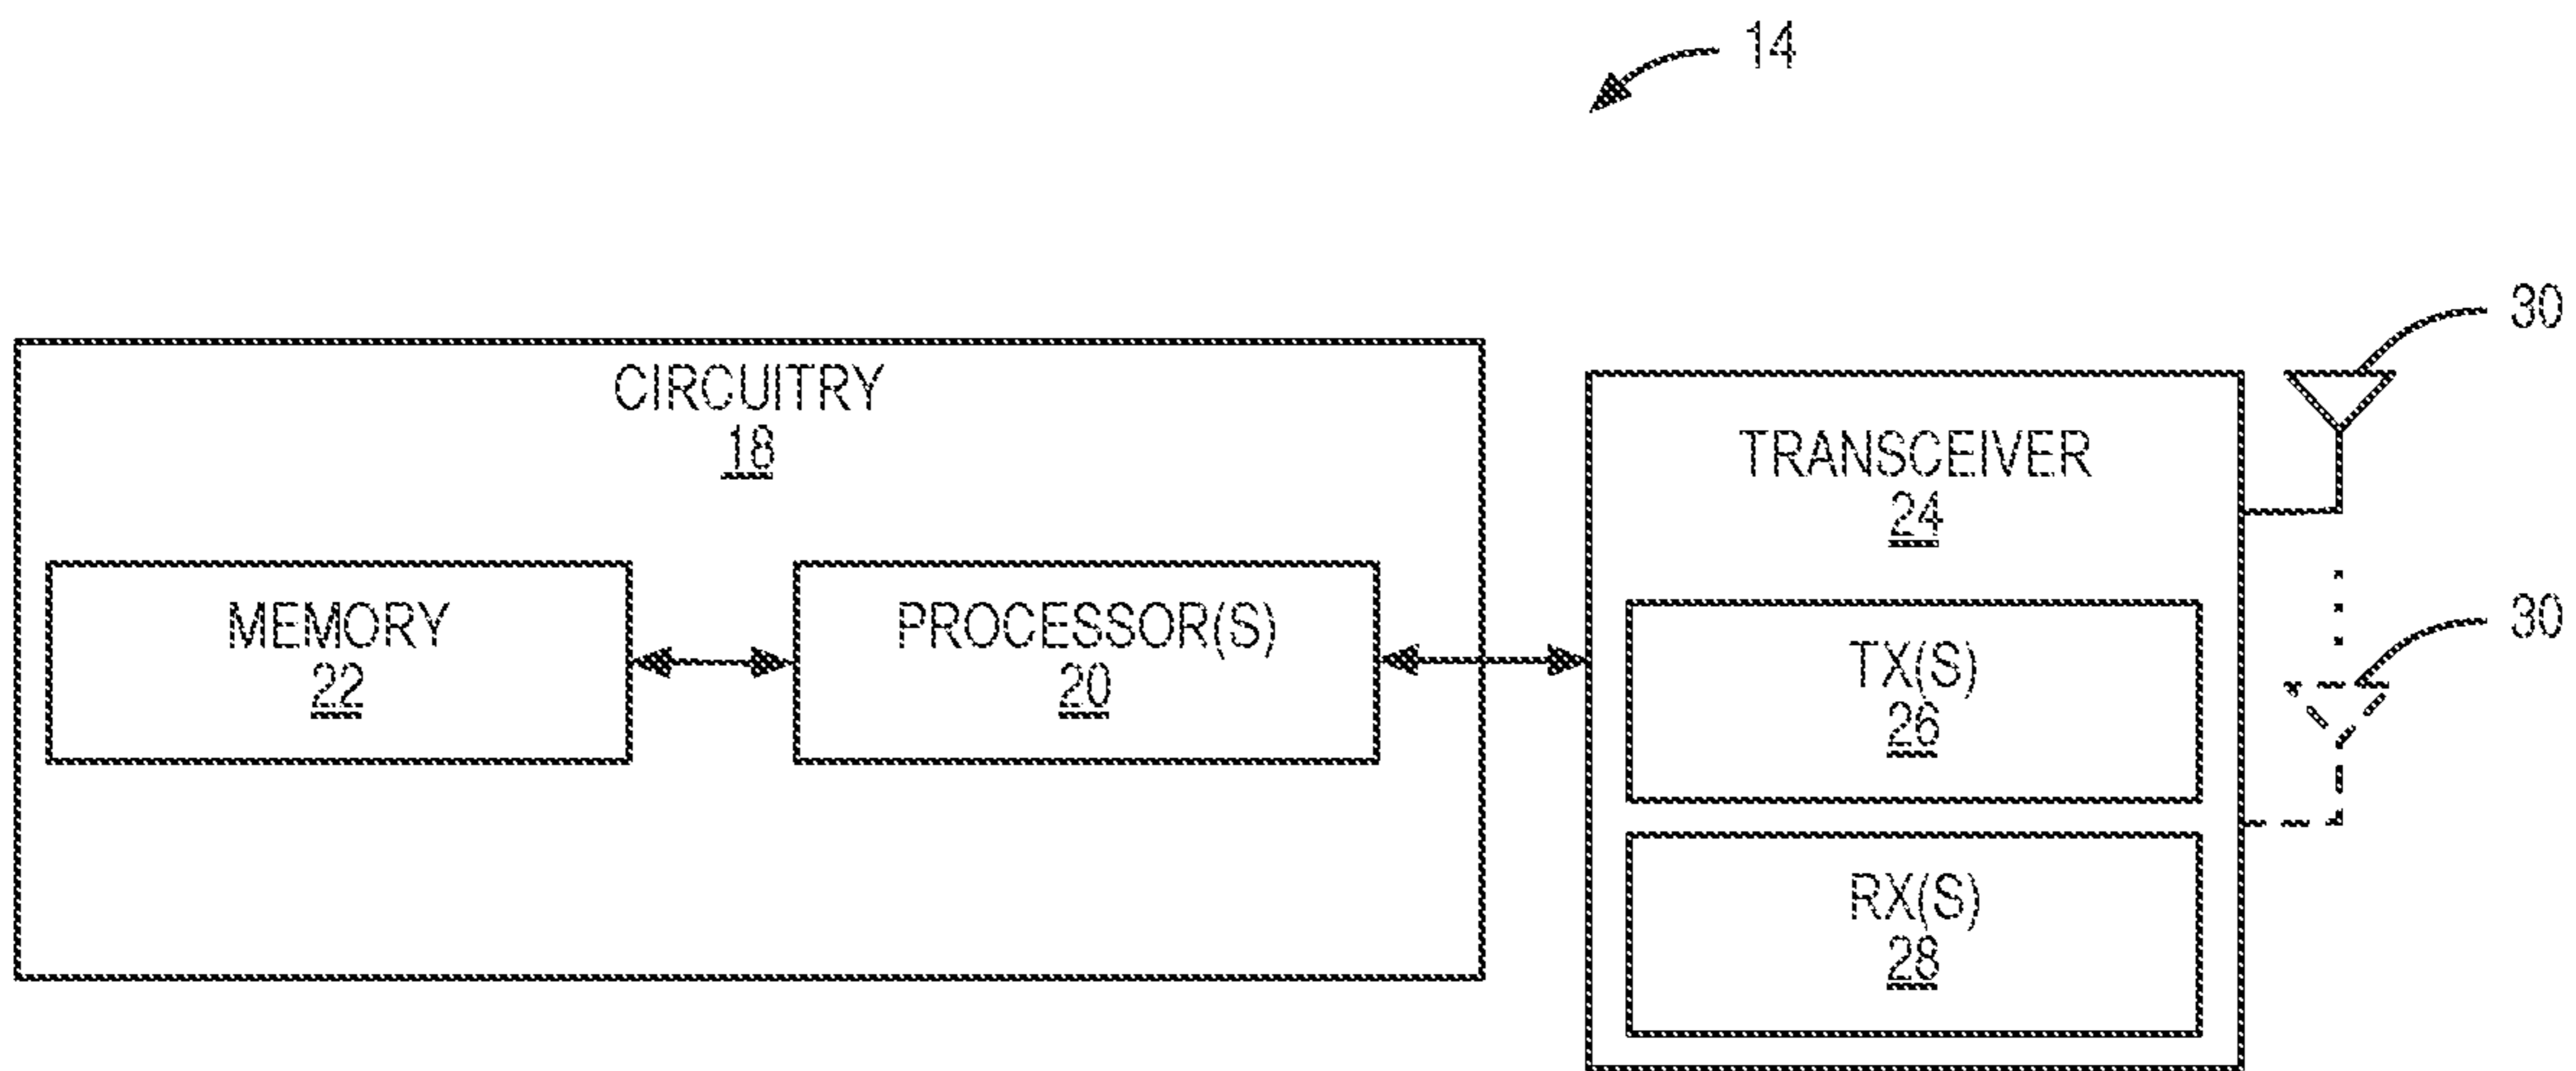 14
30
CIRCUITRY
18
TRANSCEIVER
24
MEMORY
22
PROCESSOR(S)
20
TX(S)
26
30
RX(S)
28